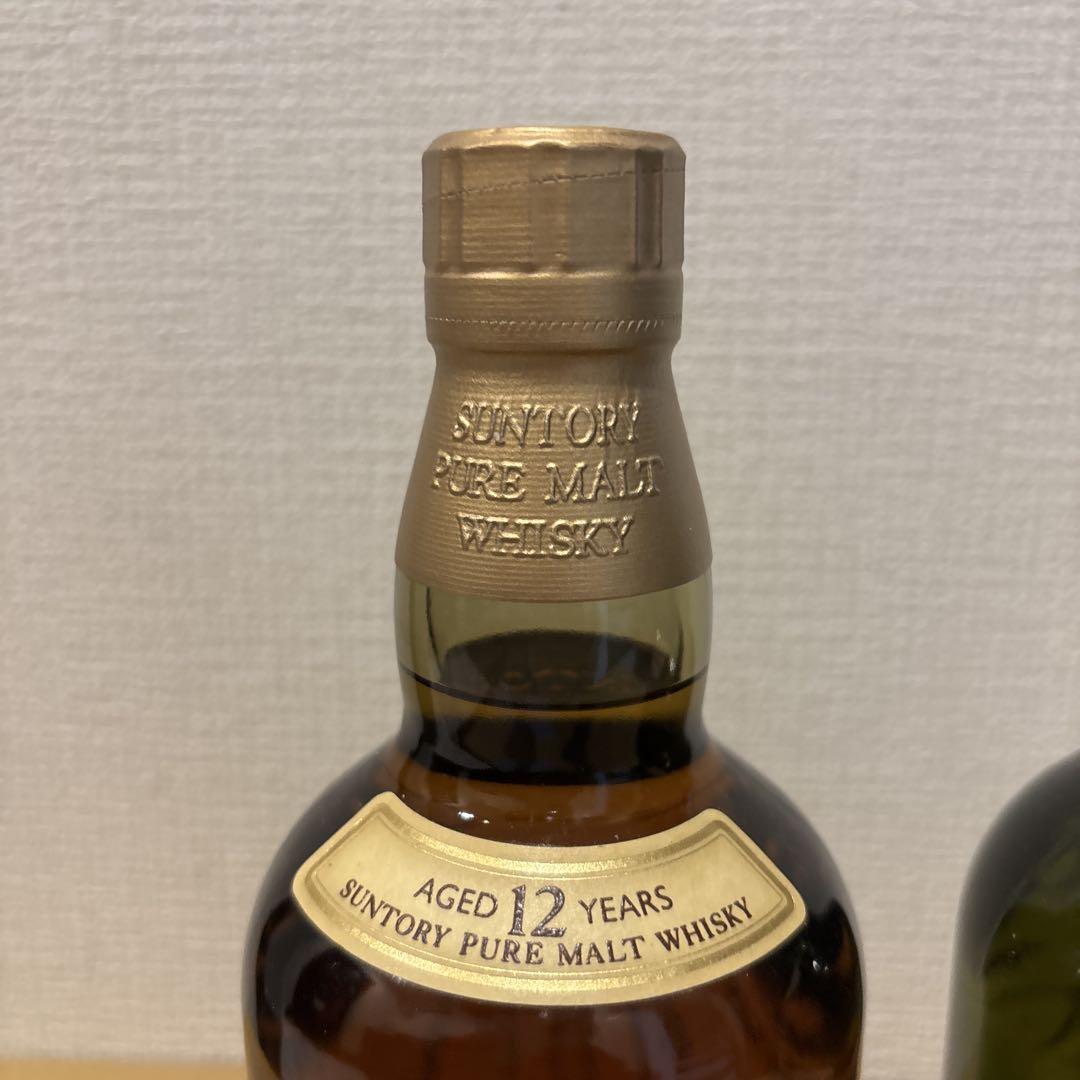 SUNTORY
PURE MALT
WHISKY
AGED 12 YEARS
SUNTORY PURE MALT WHISKY